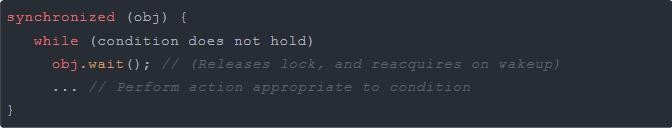 synchronized (obj) {
   while (condition does not hold)
     obj.wait(); // (Releases lock, and reacquires on wakeup)
     ... // Perform action appropriate to condition
}